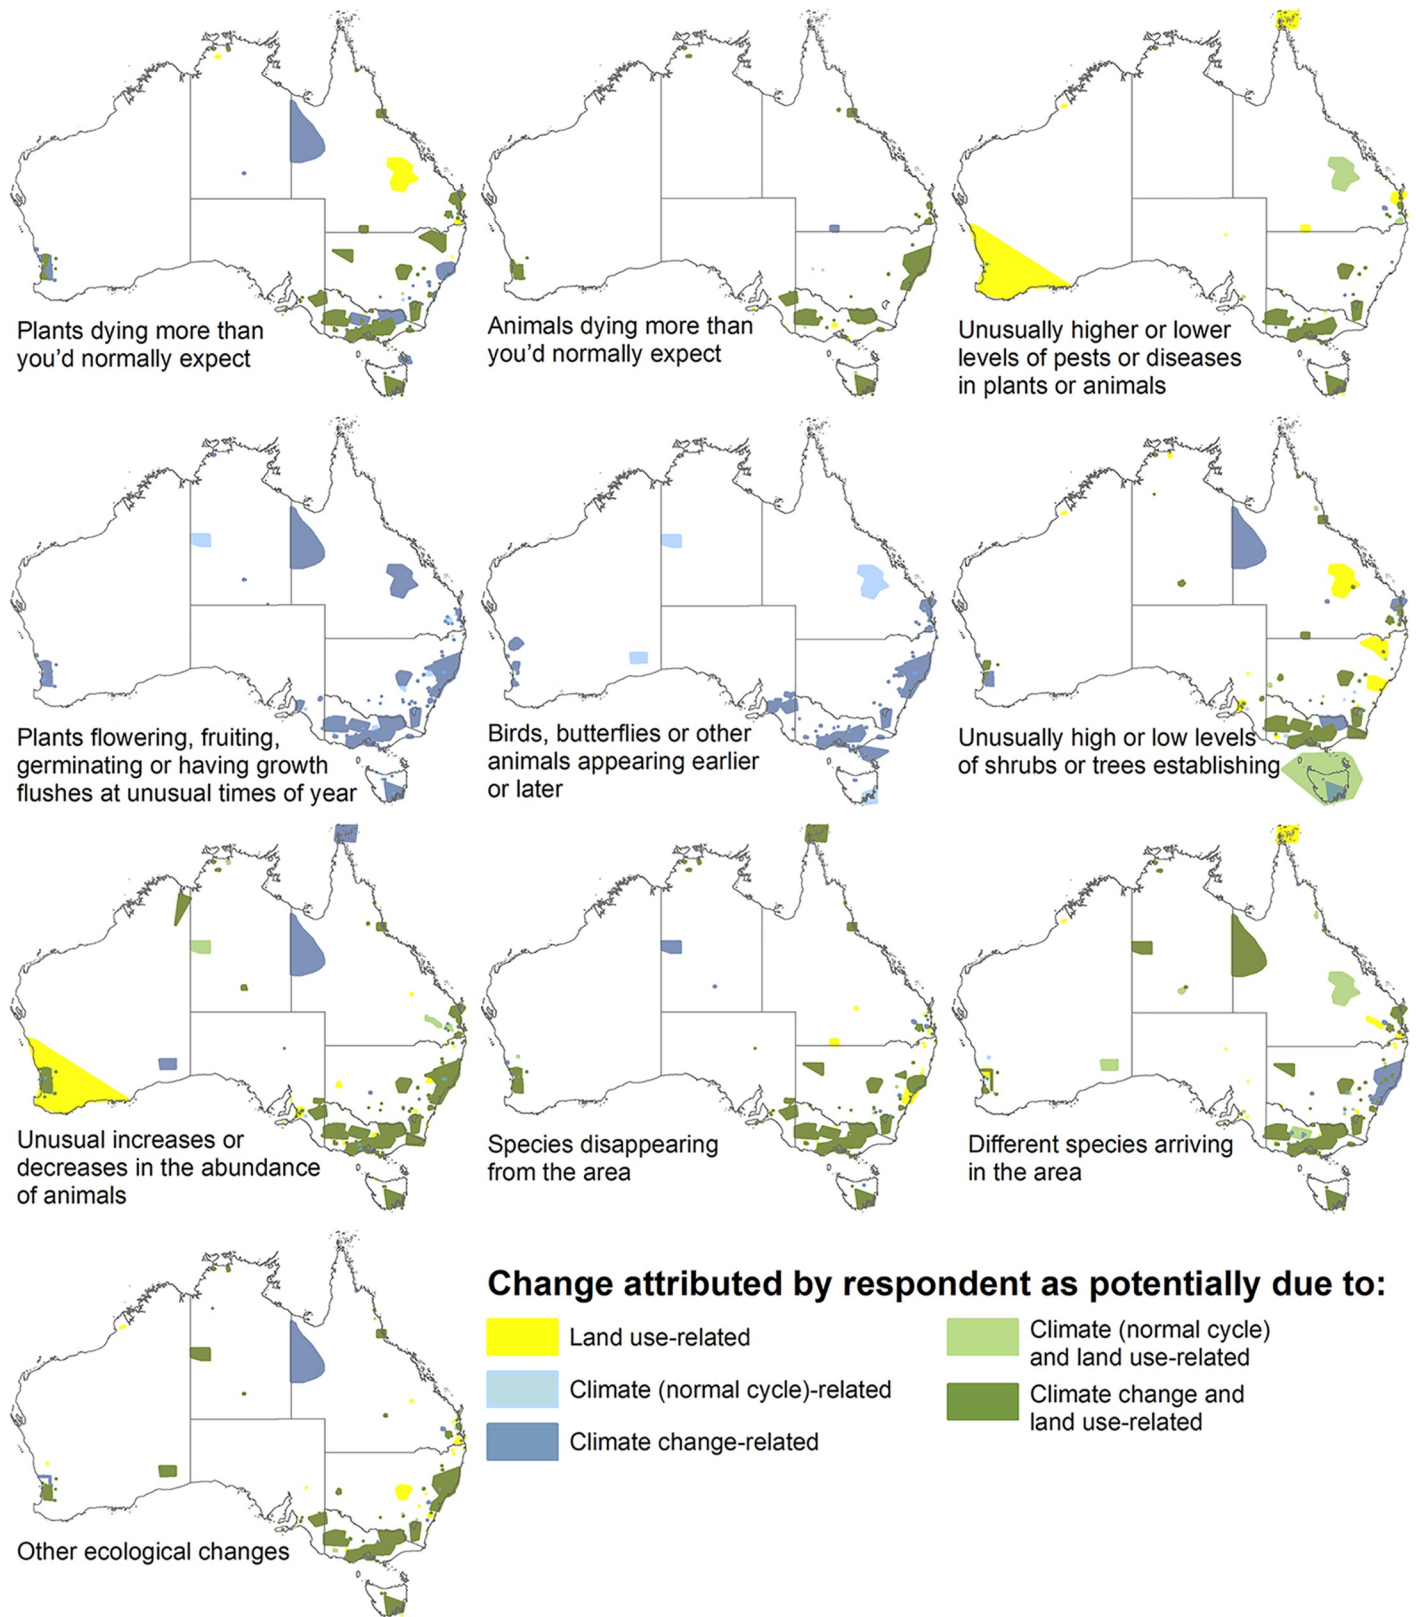 Plants dying more than
you'd normally expect
Animals dying more than
you'd normally expect
Unusually higher or lower
levels of pests or diseases
in plants or animals
Plants flowering, fruiting,
germinating or having growth
flushes at unusual times of year
Birds, butterflies or other
animals appearing earlier
or later
Unusually high or low levels
of shrubs or trees establishing
Unusual increases or
decreases in the abundance
of animals
Species disappearing
from the area
Different species arriving
in the area
Other ecological changes
Change attributed by respondent as potentially due to:
Land use-related
Climate (normal cycle)-related
Climate change-related
Climate (normal cycle)
and land use-related
Climate change and
land use-related